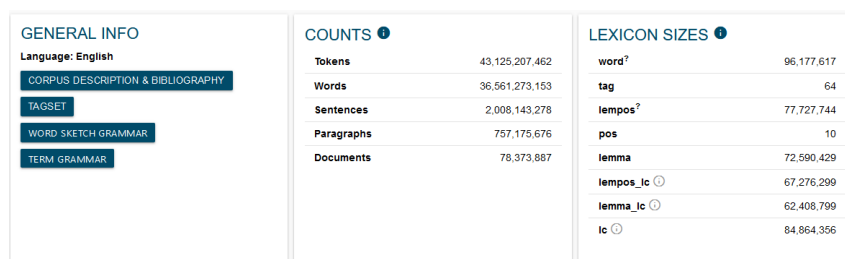 GENERAL INFO
Language: English
CORPUS DESCRIPTION & BIBLIOGRAPHY
TAGSET
WORD SKETCH GRAMMAR
TERM GRAMMAR
COUNTS
Tokens 43,125,207,462
Words 36,561,273,153
Sentences 2,008,143,278
Paragraphs 757,175,676
Documents 78,373,887
LEXICON SIZES
word? 96,177,617
tag 64
lempos? 77,727,744
pos 10
lemma 72,590,429
lempos_lc 67,276,299
lemma_lc 62,408,799
lc 84,864,356